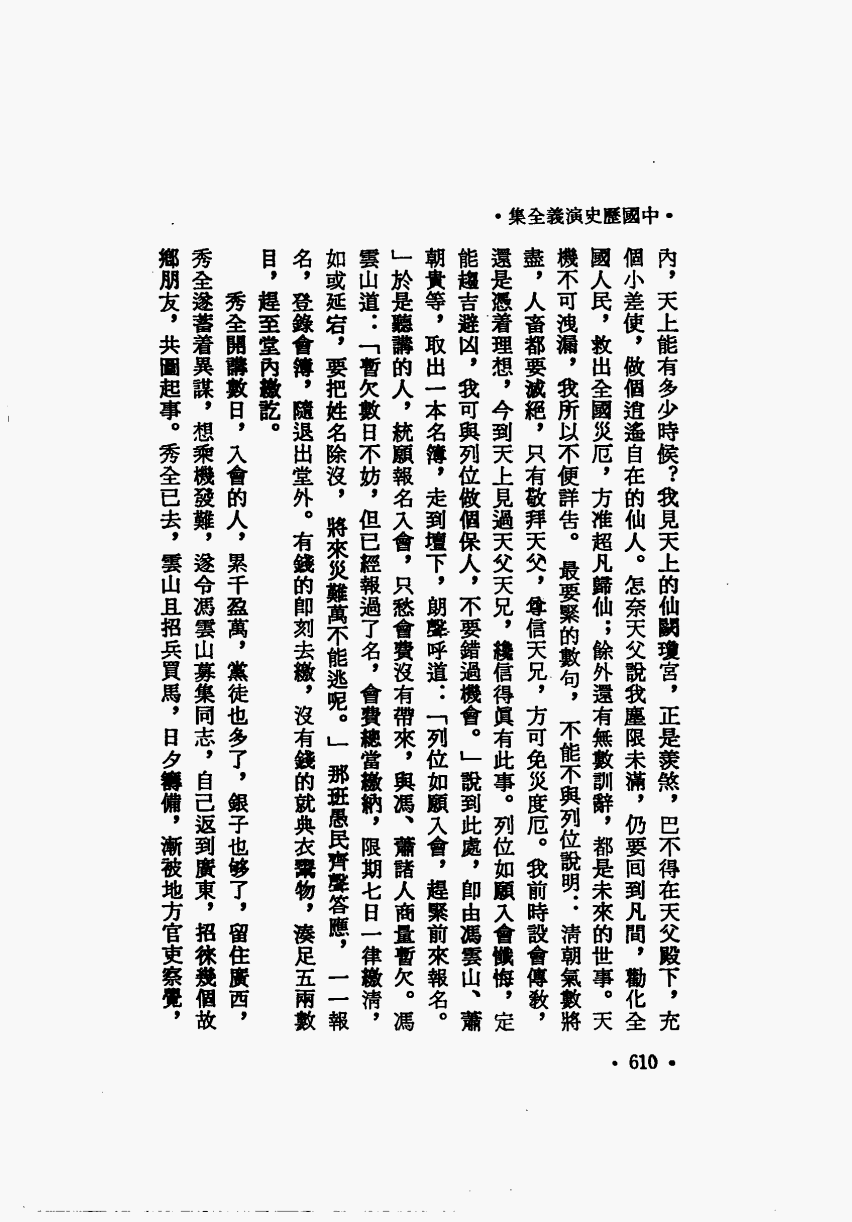 •中國歷史演義全集•
內，天上能有多少時候？我見天上的仙闕瓊宮，正是羨煞，巴不得在天父殿下，充
個小差使，做個逍遙自在的仙人。怎奈天父說我塵限未滿，仍要回到凡間，勸化全
國人民，救出全國災厄，方准超凡歸仙；餘外還有無數訓辭，都是未來的世事。天
機不可洩漏，我所以不便詳告。最要緊的數句，不能不與列位說明：清朝氣數將
盡，人畜都要滅絕，只有敬拜天父，尊信天兄，方可免災度厄。我前時設會傳教，
還是憑着理想，今到天上見過天父天兄，纔信得眞有此事。列位如願入會懺悔，定
能趨吉避凶，我可與列位做個保人，不要錯過機會。」說到此處，卽由馮雲山、蕭
朝貴等，取出一本名簿，走到壇下，朗聲呼道：「列位如願入會，趕緊前來報名。
」於是聽講的人，統願報名入會，只愁會費沒有帶來，與馮、蕭諸人商量暫欠。馮
雲山道：「暫欠數日不妨，但已經報過了名，會費總當繳納，限期七日一律繳清，
如或延宕，要把姓名除沒，將來災難萬不能逃呢。」那班愚民齊聲答應，一一報
名，登錄會簿，隨退出堂外。有錢的卽刻去繳，沒有錢的就典衣鬻物，湊足五兩數
目，趕至堂內繳訖。
秀全開講數日，入會的人，累千盈萬，黨徒也多了，銀子也够了，留住廣西，
秀全遂蓄着異謀，想乘機發難，遂令馮雲山募集同志，自己返到廣東，招徠幾個故
鄉朋友，共圖起事。秀全已去，雲山且招兵買馬，日夕籌備，漸被地方官吏察覺，
•610•